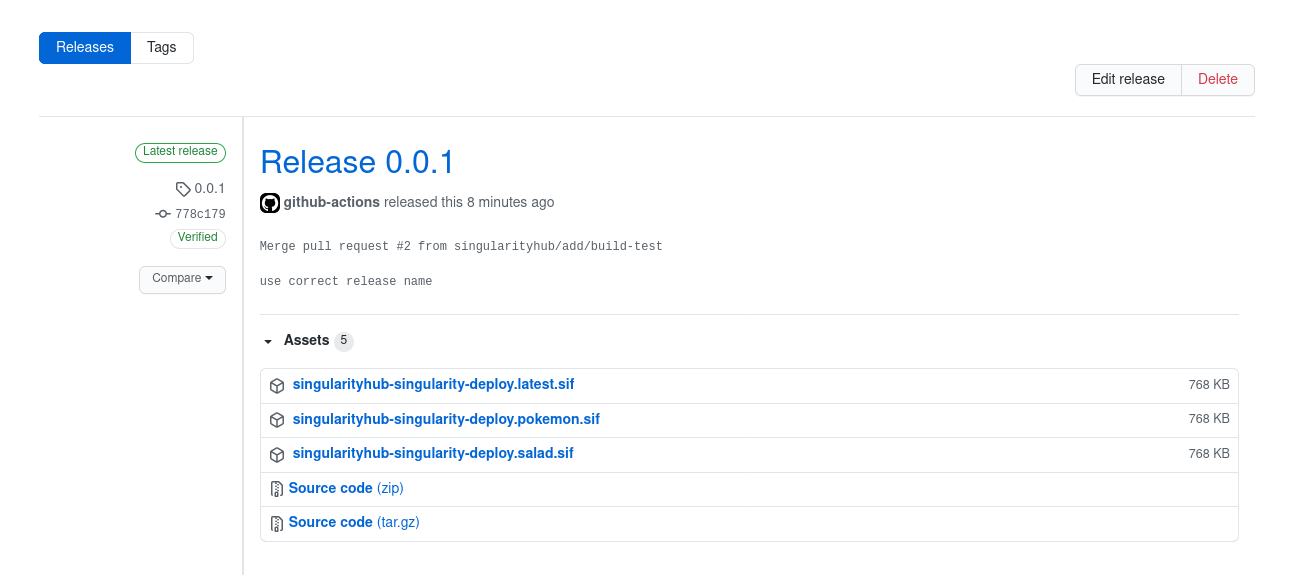 Releases Tags
Edit release Delete
Latest release
0.0.1
778c179
Verified
Compare
Release 0.0.1
github-actions released this 8 minutes ago
Merge pull request #2 from singularityhub/add/build-test
use correct release name
Assets 5
singularityhub-singularity-deploy.latest.sif 768 KB
singularityhub-singularity-deploy.pokemon.sif 768 KB
singularityhub-singularity-deploy.salad.sif 768 KB
Source code (zip)
Source code (tar.gz)